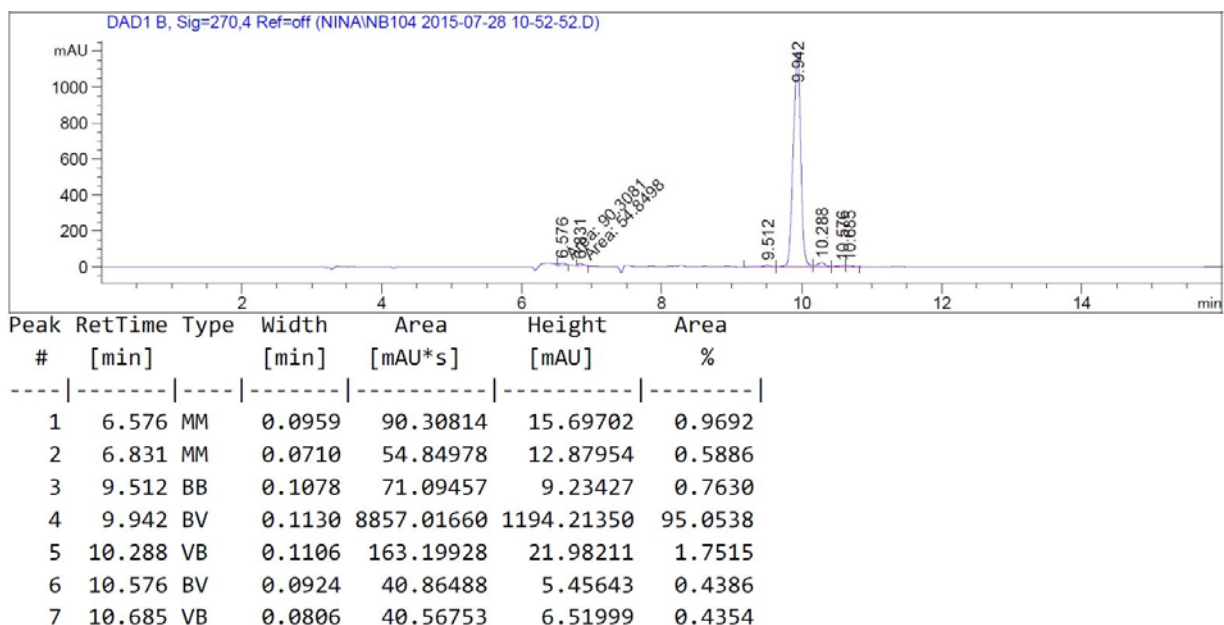 DAD1 B, Sig=270,4 Ref=off (NINA\NB104 2015-07-28 10-52-52.D)
mAU
1000
800
600
400
200
0
6.576
6.831
Area: 90.3081
Area: 54.8498
9.512
9.942
10.288
10.576
10.685
2 4 6 8 10 12 14 min
Peak RetTime Type Width Area Height Area
# [min] [min] [mAU*s] [mAU] %
----|-------|----|-------|----------|----------|--------|
1 6.576 MM 0.0959 90.30814 15.69702 0.9692
2 6.831 MM 0.0710 54.84978 12.87954 0.5886
3 9.512 BB 0.1078 71.09457 9.23427 0.7630
4 9.942 BV 0.1130 8857.01660 1194.21350 95.0538
5 10.288 VB 0.1106 163.19928 21.98211 1.7515
6 10.576 BV 0.0924 40.86488 5.45643 0.4386
7 10.685 VB 0.0806 40.56753 6.51999 0.4354